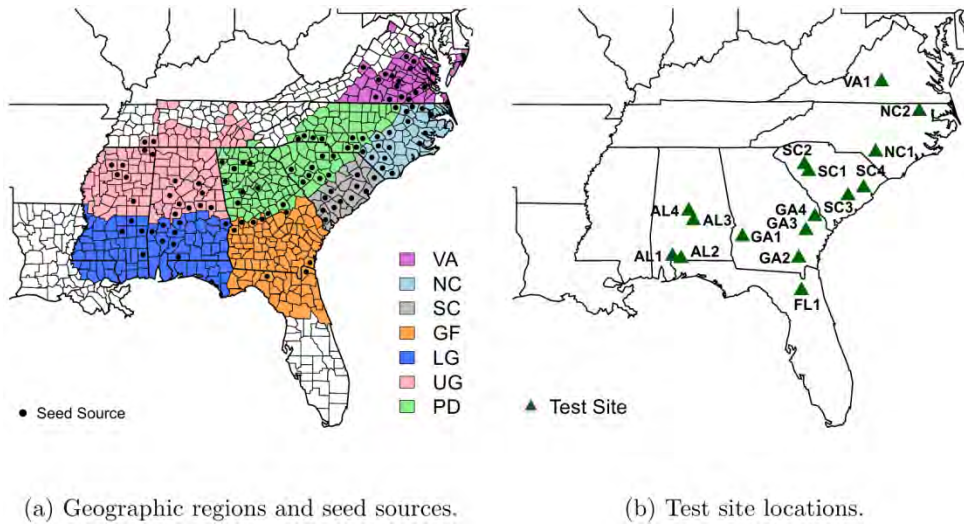 VA
NC
SC
GF
LG
UG
PD
Seed Source
VA1
NC2
NC1
SC2
SC1
SC4
SC3
AL4
AL3
GA4
GA3
GA1
AL1
AL2
GA2
FL1
Test Site
(a) Geographic regions and seed sources.
(b) Test site locations.